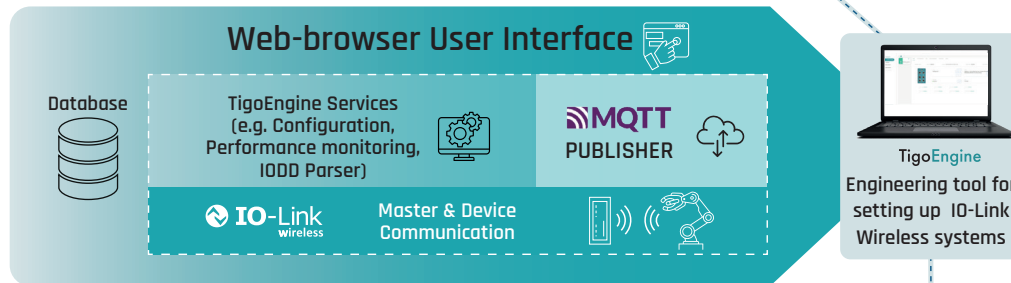 Web-browser User Interface
Database
TigoEngine Services
(e.g. Configuration,
Performance monitoring,
IODD Parser)
MQTT
PUBLISHER
IO-Link
wireless
Master & Device
Communication
TigoEngine
Engineering tool for
setting up IO-Link
Wireless systems